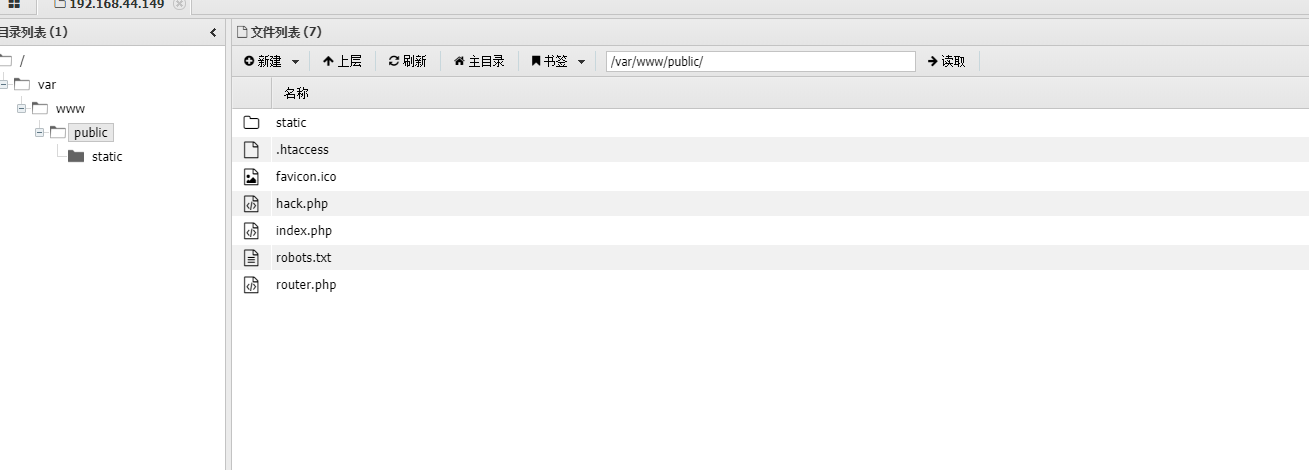 192.168.44.149
目录列表 (1)
/
var
www
public
static
文件列表 (7)
新建 上层 刷新 主目录 书签 /var/www/public/ 读取
名称
static
.htaccess
favicon.ico
hack.php
index.php
robots.txt
router.php